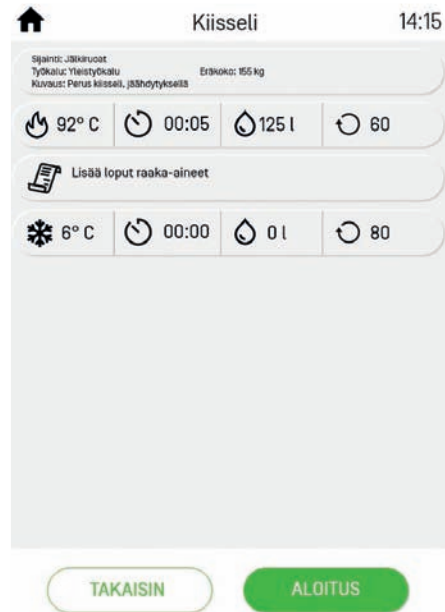 Kiisseli 14:15
Sijainti: Jälkiruoat
Työkalu: Yleistyökalu Eräkoko: 155 kg
Kuvaus: Perus kiisseli, jäähdytyksellä
92° C 00:05 125 l 60
Lisää loput raaka-aineet
6° C 00:00 0 l 80
TAKAISIN ALOITUS